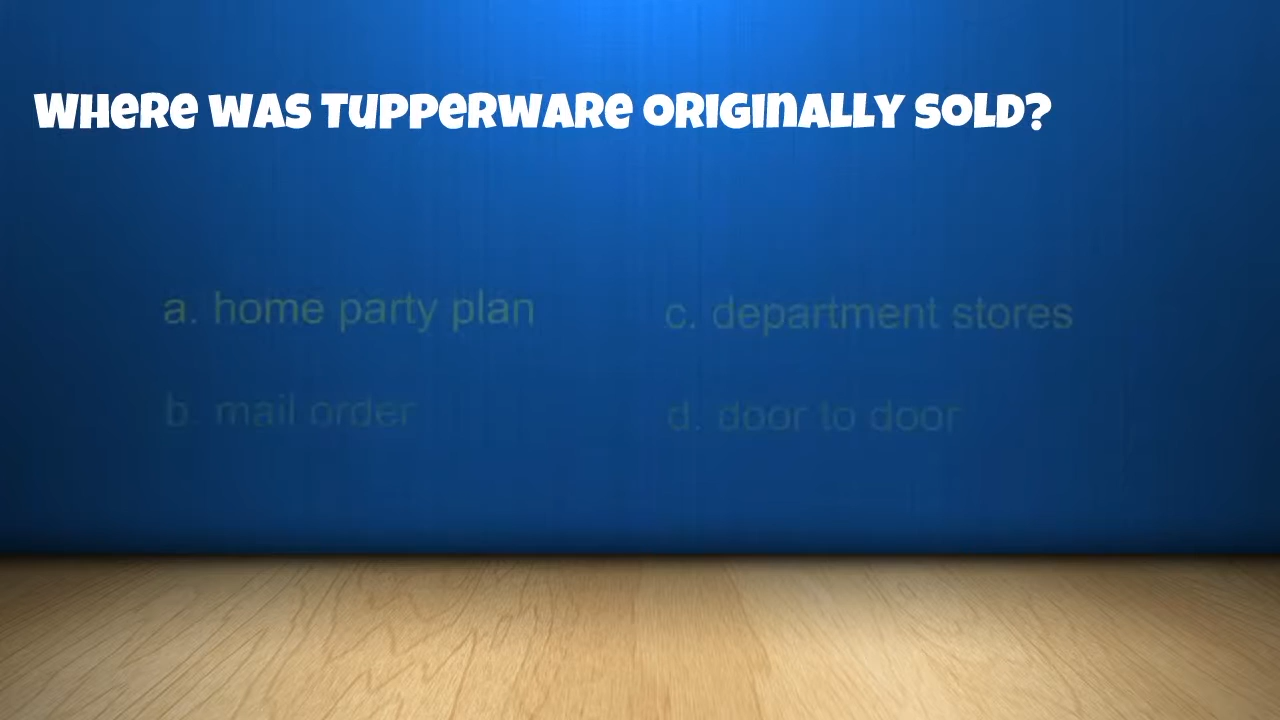 Where was Tupperware originally sold?
a. home party plan
b. mail order
c. department stores
d. door to door